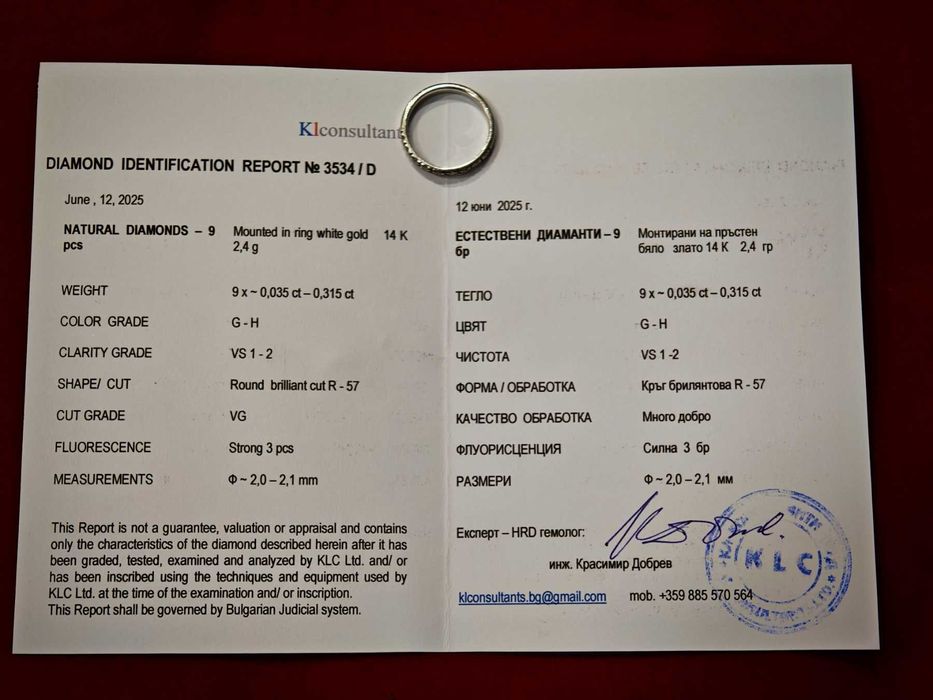 Klconsultant
DIAMOND IDENTIFICATION REPORT № 3534 / D
June , 12, 2025
NATURAL DIAMONDS – 9 pcs
Mounted in ring white gold 14 K
2,4 g
WEIGHT 9 x ~ 0,035 ct – 0,315 ct
COLOR GRADE G - H
CLARITY GRADE VS 1 - 2
SHAPE/ CUT Round brilliant cut R - 57
CUT GRADE VG
FLUORESCENCE Strong 3 pcs
MEASUREMENTS Φ ~ 2,0 – 2,1 mm
This Report is not a guarantee, valuation or appraisal and contains
only the characteristics of the diamond described herein after it has
been graded, tested, examined and analyzed by KLC Ltd. and/ or
has been inscribed using the techniques and equipment used by
KLC Ltd. at the time of the examination and/ or inscription.
This Report shall be governed by Bulgarian Judicial system.
12 юни 2025 г.
ЕСТЕСТВЕНИ ДИАМАНТИ – 9
бр
Монтирани на пръстен
бяло злато 14 К 2,4 гр
ТЕГЛО 9 x ~ 0,035 ct – 0,315 ct
ЦВЯТ G - H
ЧИСТОТА VS 1 -2
ФОРМА / ОБРАБОТКА Кръг брилянтова R - 57
КАЧЕСТВО ОБРАБОТКА Много добро
ФЛУОРИСЦЕНЦИЯ Силна 3 бр
РАЗМЕРИ Φ ~ 2,0 – 2,1 мм
Експерт – HRD гемолог:
инж. Красимир Добрев
klconsultants.bg@gmail.com mob. +359 885 570 564
K L C